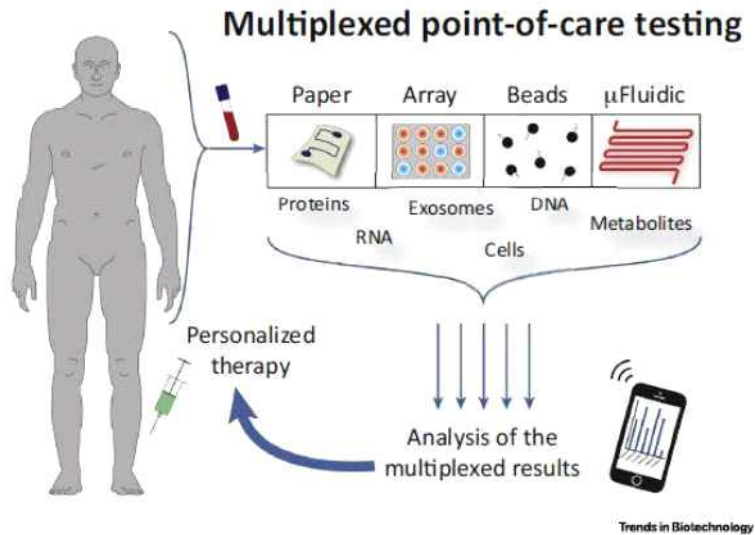 Multiplexed point-of-care testing
Paper Array Beads μFluidic
Proteins Exosomes DNA Metabolites
RNA Cells
Personalized
therapy
Analysis of the
multiplexed results
Trends in Biotechnology